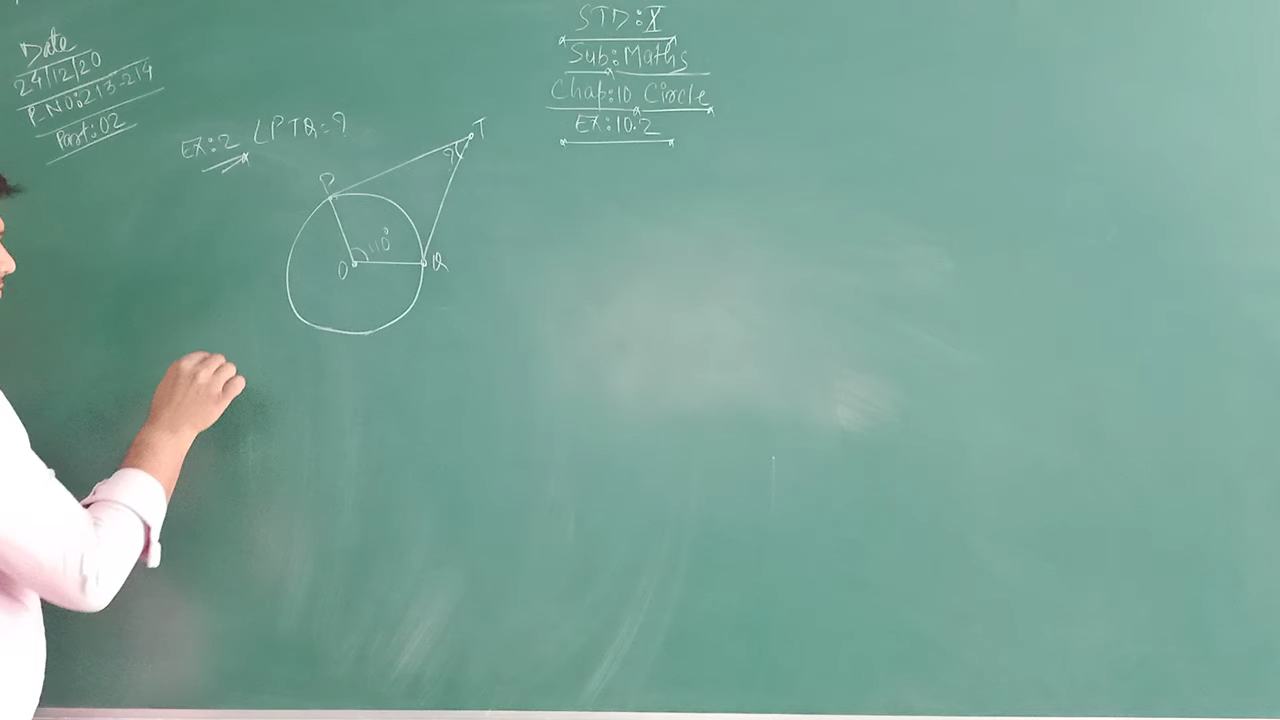 Date
24/12/20
P.NO:213-214
Part:02
STD:X
Sub:Maths
Chap:10 Circle
EX:10.2
EX:2 ∠PTQ=?
T
?
P
110°
O
Q